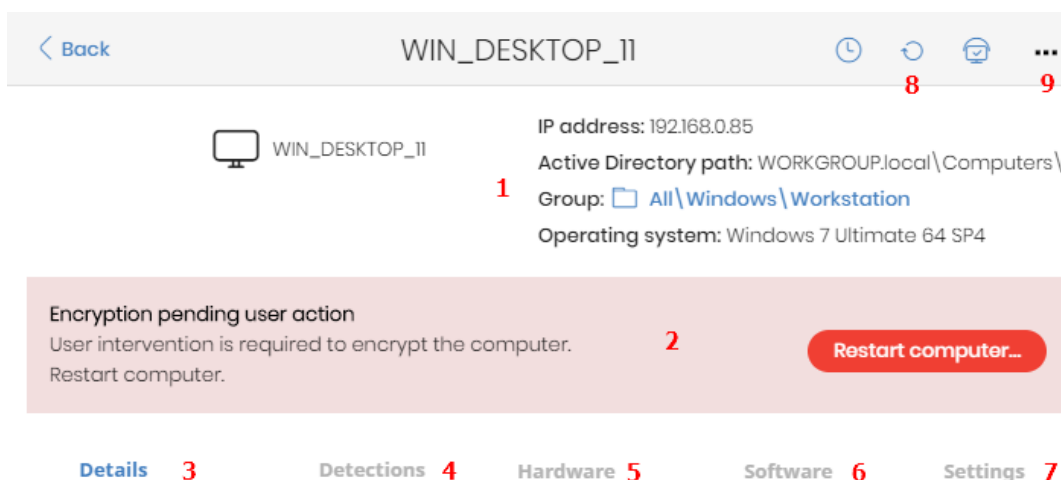 Back WIN_DESKTOP_11
8 9
WIN_DESKTOP_11
1
IP address: 192.168.0.85
Active Directory path: WORKGROUP.local\Computers\
Group: All\Windows\Workstation
Operating system: Windows 7 Ultimate 64 SP4
Encryption pending user action
User intervention is required to encrypt the computer.
Restart computer.
2
Restart computer...
Details 3 Detections 4 Hardware 5 Software 6 Settings 7